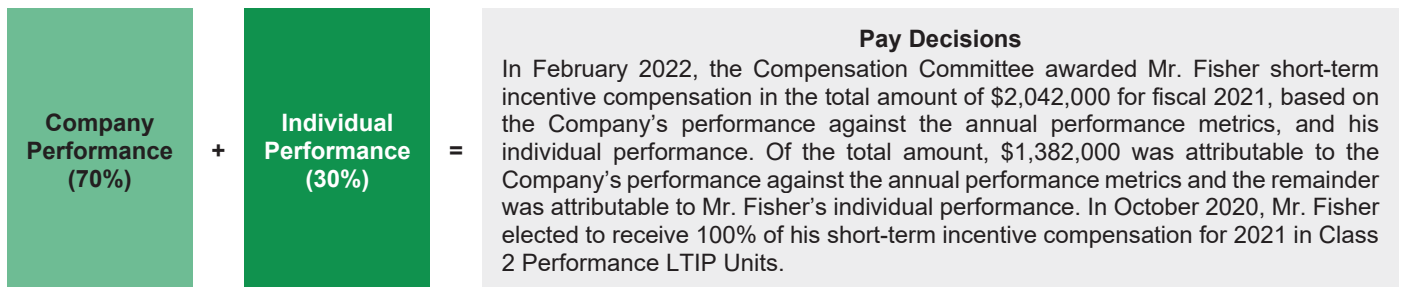 Company
Performance
(70%)
+
Individual
Performance
(30%)
=
Pay Decisions
In February 2022, the Compensation Committee awarded Mr. Fisher short-term
incentive compensation in the total amount of $2,042,000 for fiscal 2021, based on
the Company’s performance against the annual performance metrics, and his
individual performance. Of the total amount, $1,382,000 was attributable to the
Company’s performance against the annual performance metrics and the remainder
was attributable to Mr. Fisher’s individual performance. In October 2020, Mr. Fisher
elected to receive 100% of his short-term incentive compensation for 2021 in Class
2 Performance LTIP Units.